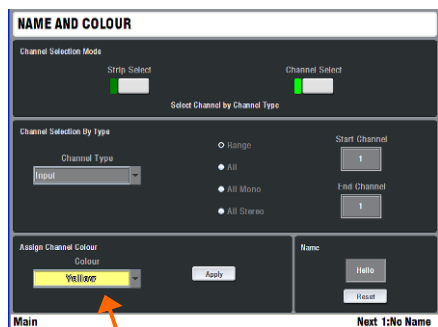 NAME AND COLOUR
Channel Selection Mode
Strip Select
Channel Select
Select Channel by Channel Type
Channel Selection By Type
Channel Type
Input
Range
All
All Mono
All Stereo
Start Channel
1
End Channel
1
Assign Channel Colour
Colour
Yellow
Apply
Name
Hello
Reset
Main
Next 1:No Name